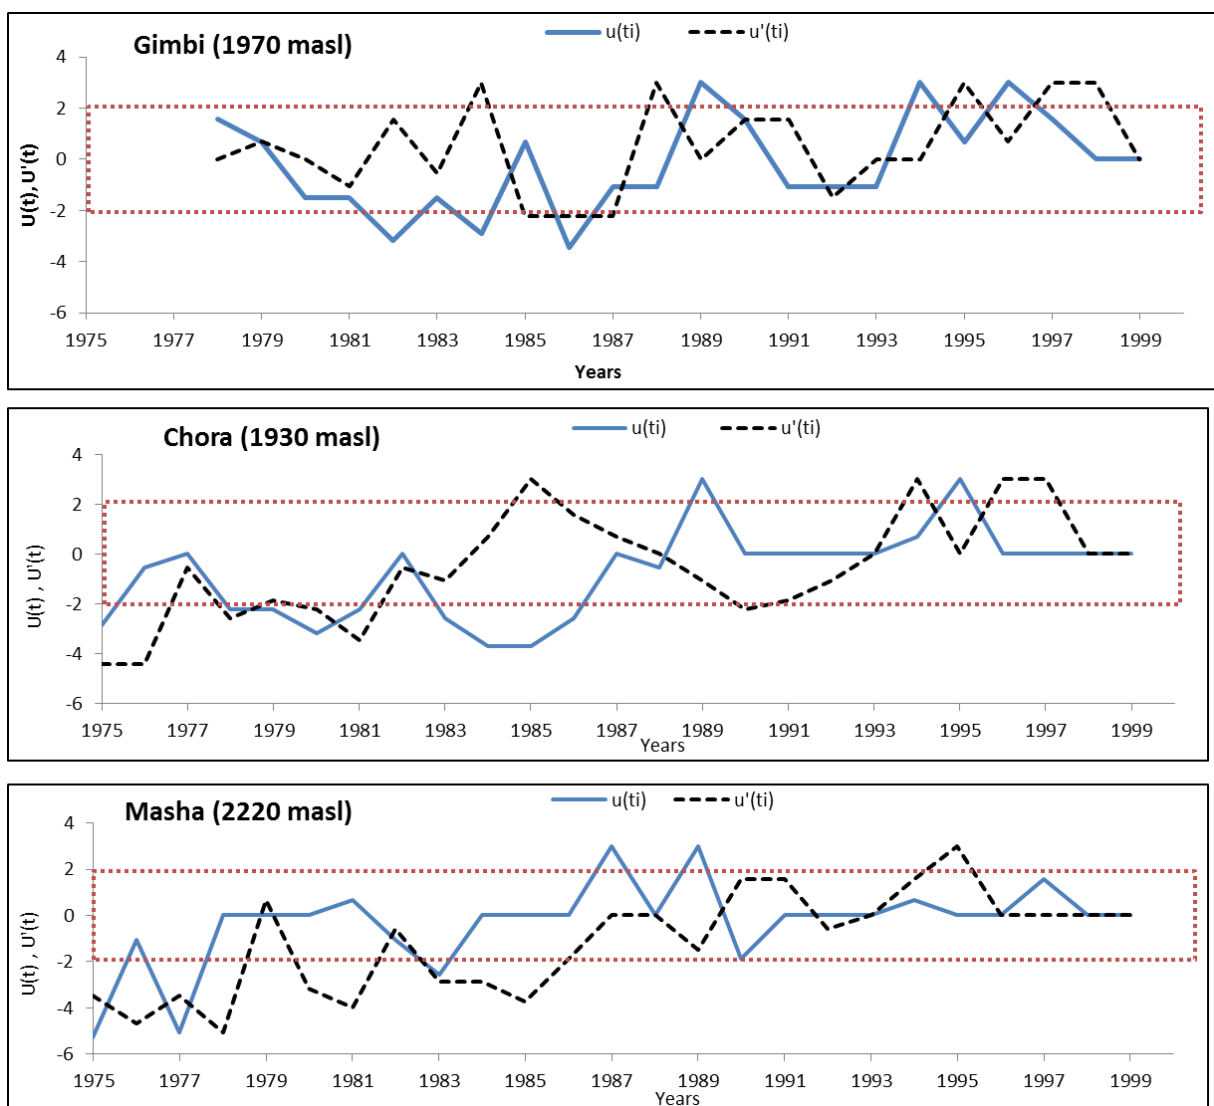 Gimbi (1970 masl)
u(ti) u'(ti)
U(t), U'(t)
4
2
0
-2
-4
-6
1975 1977 1979 1981 1983 1985 1987 1989 1991 1993 1995 1997 1999
Years
Chora (1930 masl)
u(ti) u'(ti)
U(t) , U'(t)
4
2
0
-2
-4
-6
1975 1977 1979 1981 1983 1985 1987 1989 1991 1993 1995 1997 1999
Years
Masha (2220 masl)
u(ti) u'(ti)
U(t) , U'(t)
4
2
0
-2
-4
-6
1975 1977 1979 1981 1983 1985 1987 1989 1991 1993 1995 1997 1999
Years